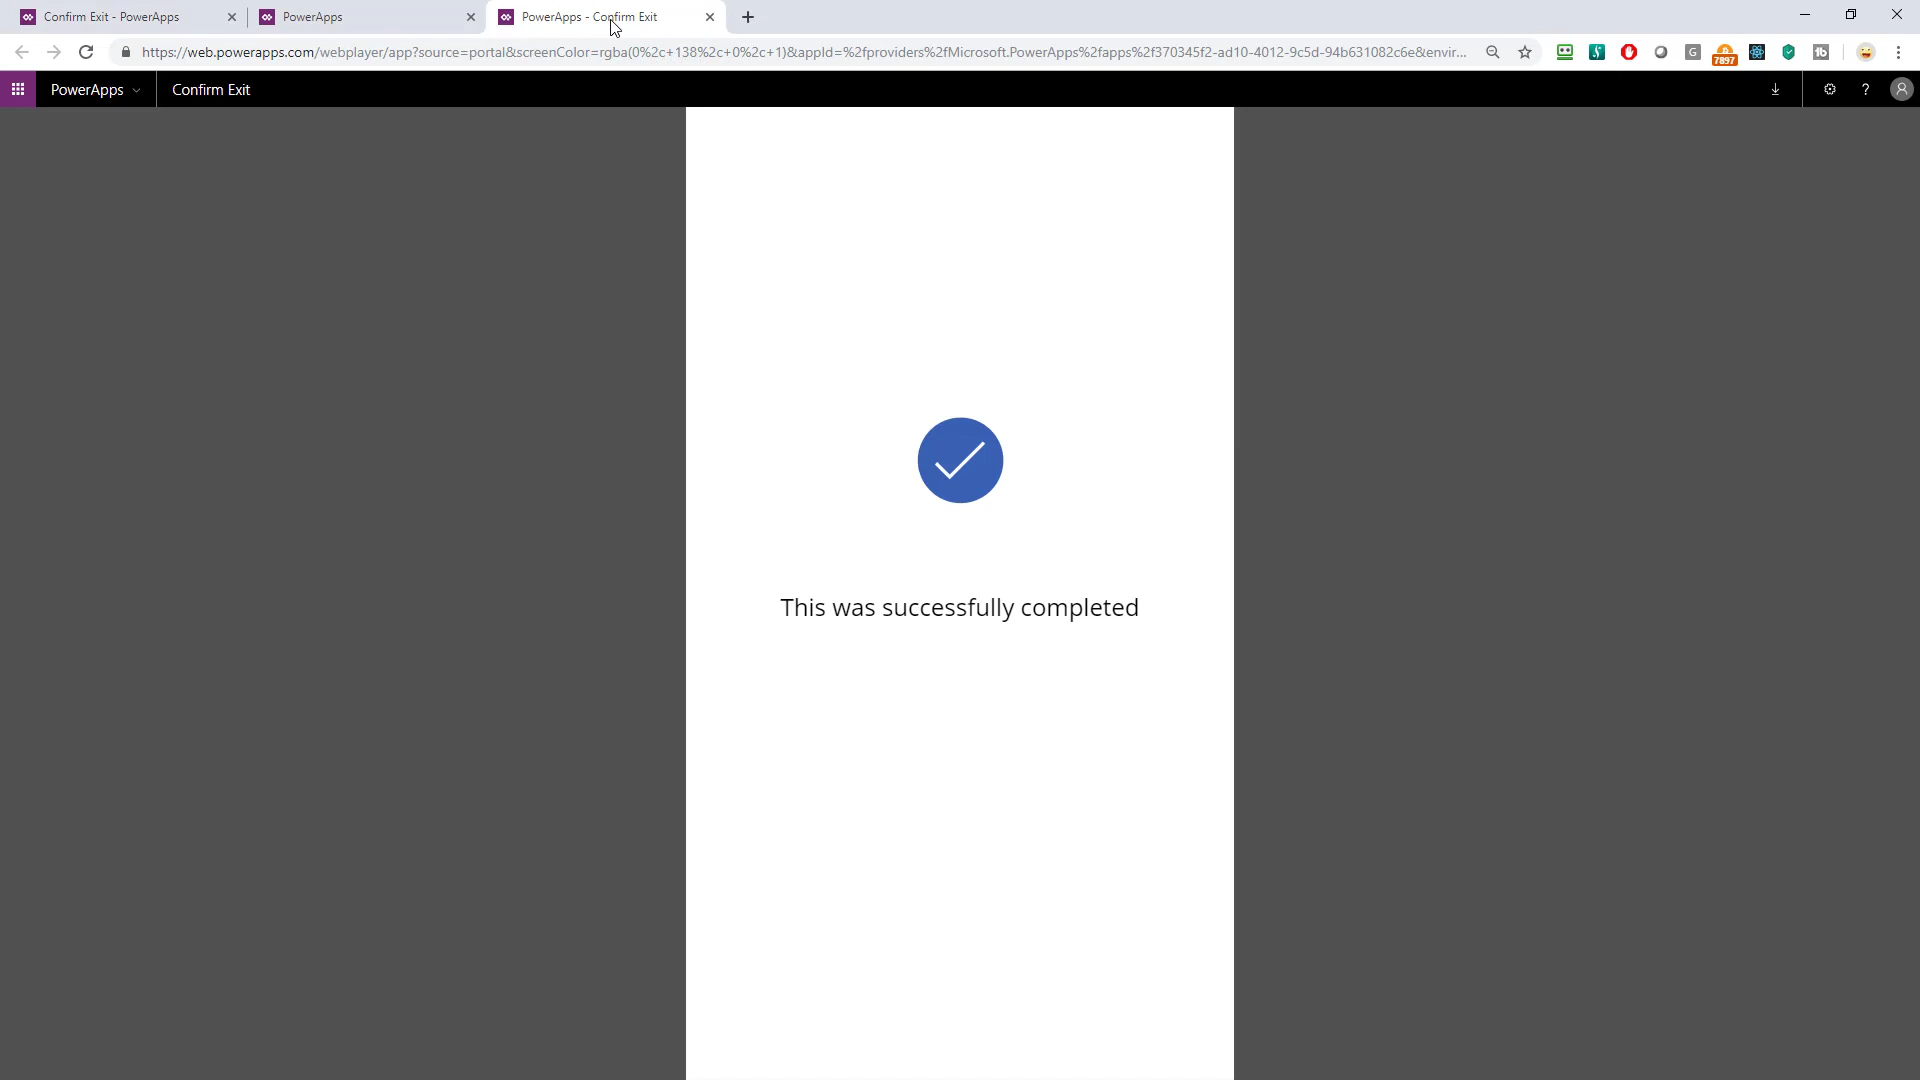 Confirm Exit - PowerApps
PowerApps
PowerApps - Confirm Exit
https://web.powerapps.com/webplayer/app?source=portal&screenColor=rgba(0%2c+138%2c+0%2c+1)&appId=%2fproviders%2fMicrosoft.PowerApps%2fapps%2f370345f2-ad10-4012-9c5d-94b631082c6e&envir...
G
7897
tb
PowerApps
Confirm Exit
?
This was successfully completed